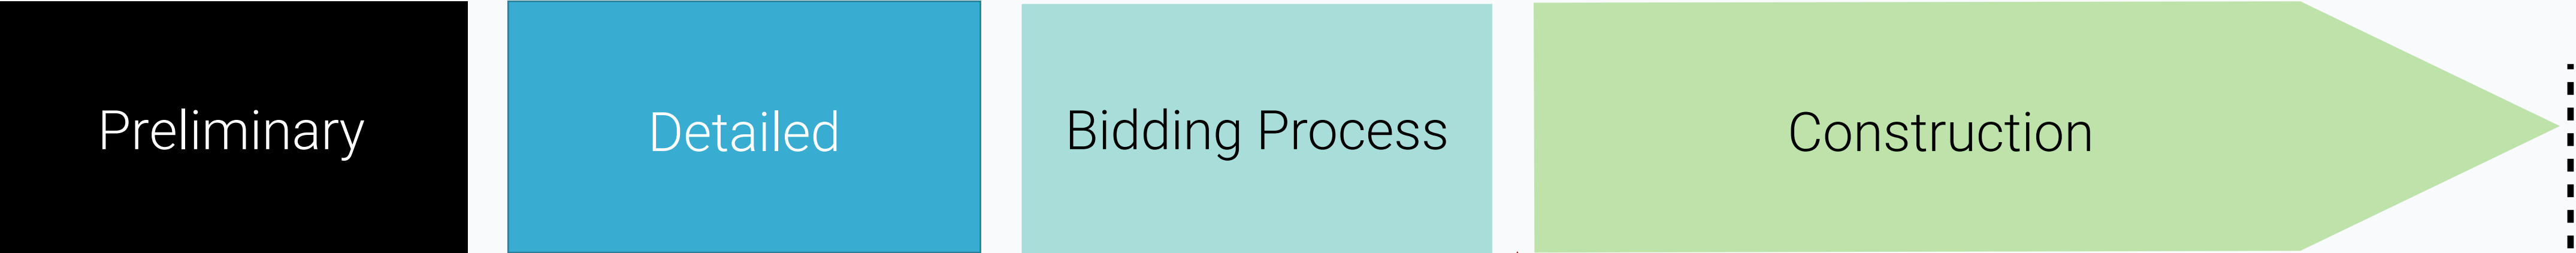 Preliminary
Detailed
Bidding Process
Construction